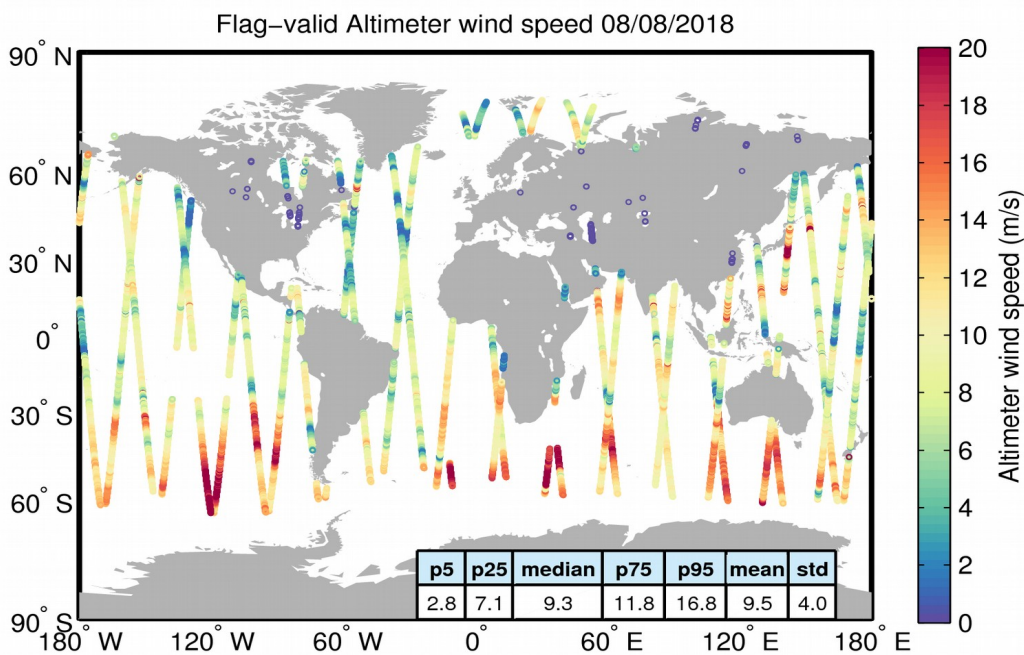 Flag−valid Altimeter wind speed 08/08/2018
90° N
60° N
30° N
0°
30° S
60° S
90° S
180° W
120° W
60° W
0°
60° E
120° E
180° E
p5 p25 median p75 p95 mean std
2.8 7.1 9.3 11.8 16.8 9.5 4.0
20
18
16
14
12
10
8
6
4
2
0
Altimeter wind speed (m/s)